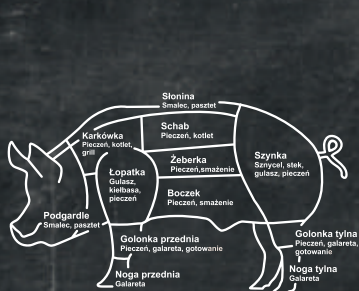 Słonina
Smalec, pasztet
Karkówka
Pieczeń, kotlet,
grill
Schab
Pieczeń, kotlet
Żeberka
Pieczeń,smażenie
Szynka
Sznycel, stek,
gulasz, pieczeń
Łopatka
Gulasz,
kiełbasa,
pieczeń
Boczek
Pieczeń, smażenie
Podgardle
Smalec, pasztet
Golonka przednia
Pieczeń, galareta, gotowanie
Golonka tylna
Pieczeń, galareta,
gotowanie
Noga przednia
Galareta
Noga tylna
Galareta